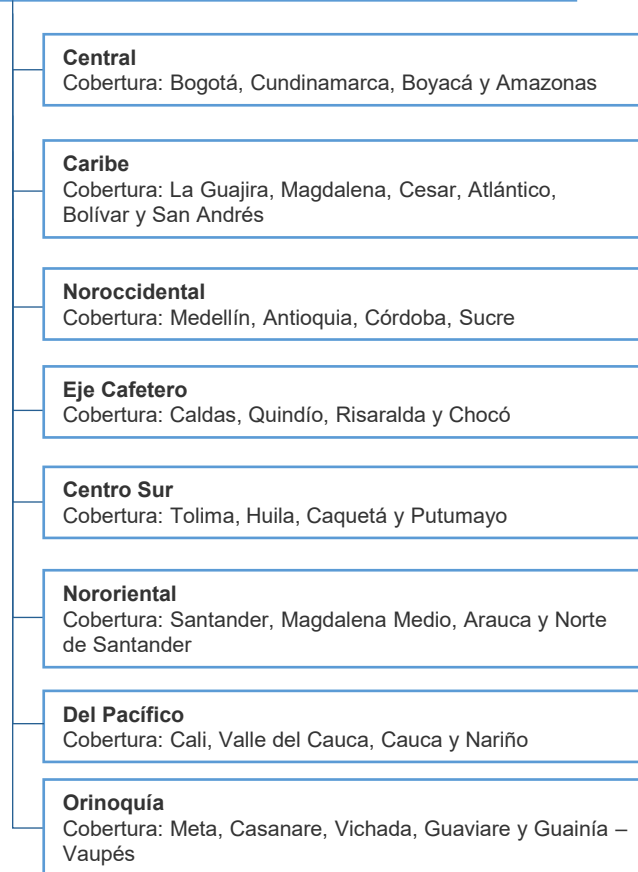 Central
Cobertura: Bogotá, Cundinamarca, Boyacá y Amazonas
Caribe
Cobertura: La Guajira, Magdalena, Cesar, Atlántico,
Bolívar y San Andrés
Noroccidental
Cobertura: Medellín, Antioquia, Córdoba, Sucre
Eje Cafetero
Cobertura: Caldas, Quindío, Risaralda y Chocó
Centro Sur
Cobertura: Tolima, Huila, Caquetá y Putumayo
Nororiental
Cobertura: Santander, Magdalena Medio, Arauca y Norte
de Santander
Del Pacífico
Cobertura: Cali, Valle del Cauca, Cauca y Nariño
Orinoquía
Cobertura: Meta, Casanare, Vichada, Guaviare y Guainía –
Vaupés